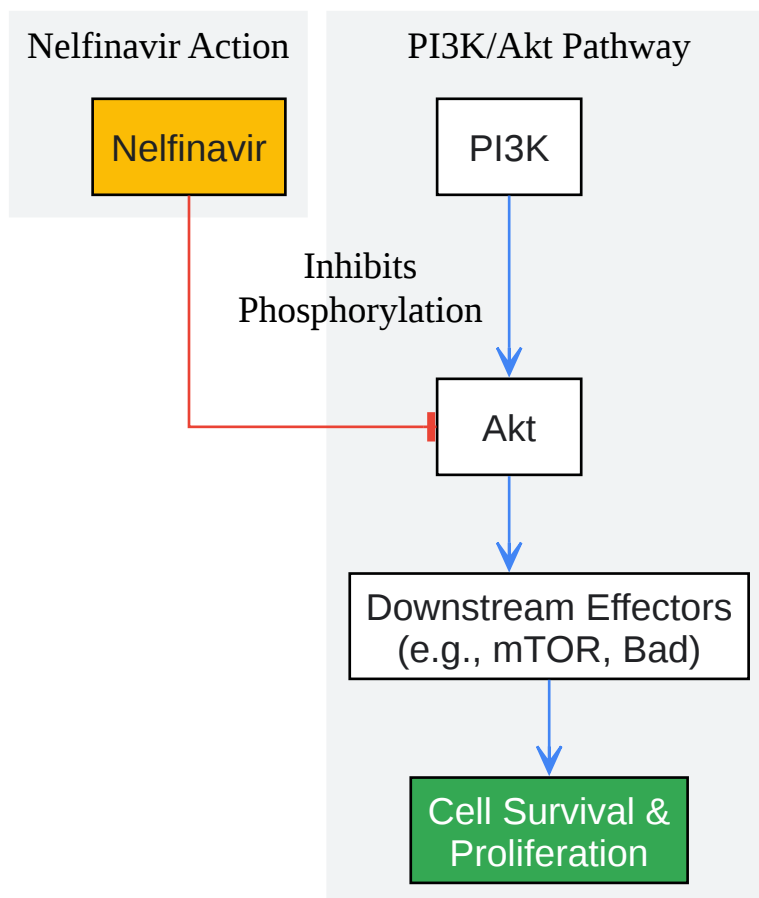 Nelfinavir Action
PI3K/Akt Pathway
Nelfinavir
PI3K
Inhibits
Phosphorylation
Akt
Downstream Effectors
(e.g., mTOR, Bad)
Cell Survival &
Proliferation